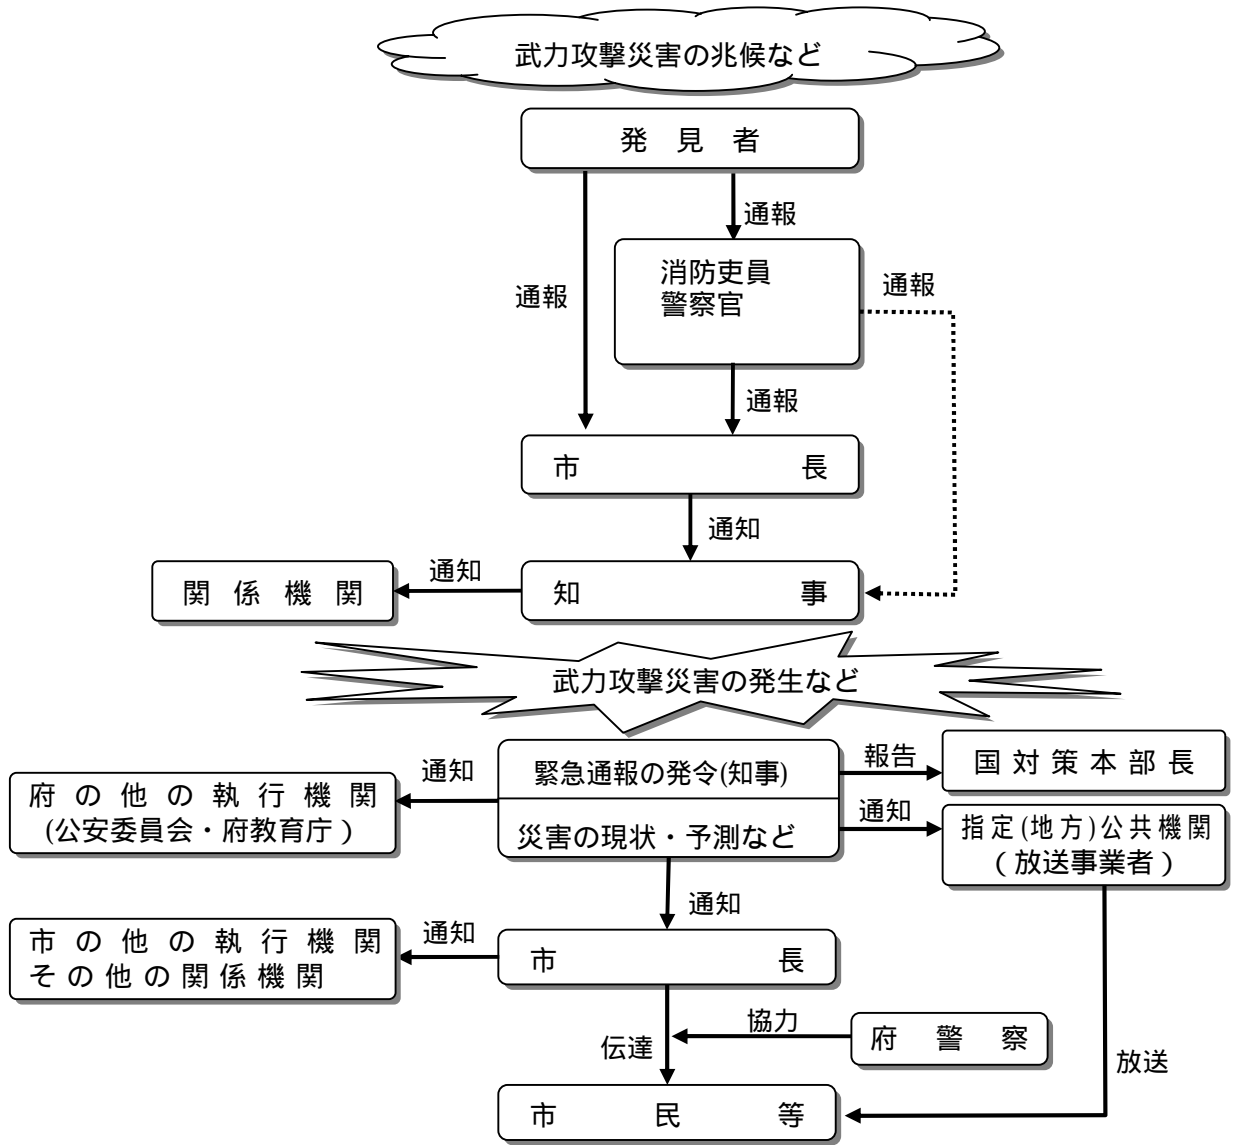 武力攻撃災害の兆候など
発見者
通報
消防吏員
警察官
通報
通報
通報
市長
通知
通知
関係機関
知事
武力攻撃災害の発生など
緊急通報の発令(知事)
災害の現状・予測など
報告
国対策本部長
通知
府の他の執行機関
(公安委員会・府教育庁)
通知
指定(地方)公共機関
(放送事業者)
通知
通知
市の他の執行機関
その他の関係機関
市長
協力
府警察
伝達
放送
市民等